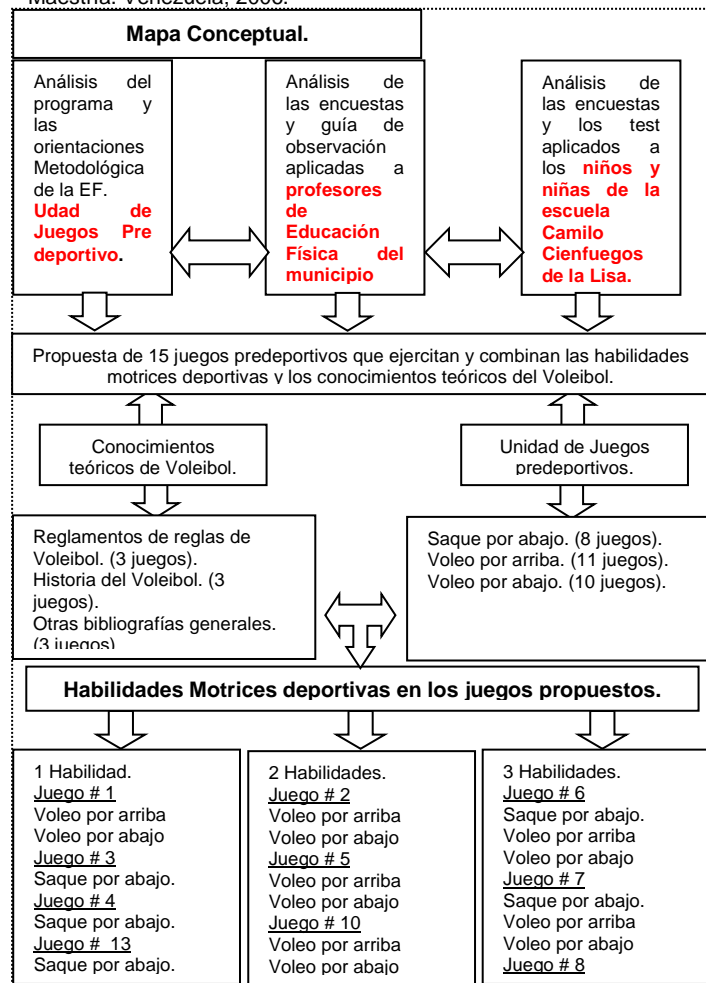 Maestría. Venezuela, 2006.
Mapa Conceptual.
Análisis del
programa y
las
orientaciones
Metodológica
de la EF.
Udad de
Juegos Pre
deportivo.
Análisis de
las encuestas
y guía de
observación
aplicadas a
profesores
de
Educación
Física del
municipio
Análisis de
las encuestas
y los test
aplicados a
los niños y
niñas de la
escuela
Camilo
Cienfuegos
de la Lisa.
Propuesta de 15 juegos predeportivos que ejercitan y combinan las habilidades
motrices deportivas y los conocimientos teóricos del Voleibol.
Conocimientos
teóricos de Voleibol.
Unidad de Juegos
predeportivos.
Reglamentos de reglas de
Voleibol. (3 juegos).
Historia del Voleibol. (3
juegos).
Otras bibliografías generales.
(3 juegos)
Saque por abajo. (8 juegos).
Voleo por arriba. (11 juegos).
Voleo por abajo. (10 juegos).
Habilidades Motrices deportivas en los juegos propuestos.
1 Habilidad.
Juego # 1
Voleo por arriba
Voleo por abajo
Juego # 3
Saque por abajo.
Juego # 4
Saque por abajo.
Juego # 13
Saque por abajo.
2 Habilidades.
Juego # 2
Voleo por arriba
Voleo por abajo
Juego # 5
Voleo por arriba
Voleo por abajo
Juego # 10
Voleo por arriba
Voleo por abajo
3 Habilidades.
Juego # 6
Saque por abajo.
Voleo por arriba
Voleo por abajo
Juego # 7
Saque por abajo.
Voleo por arriba
Voleo por abajo
Juego # 8